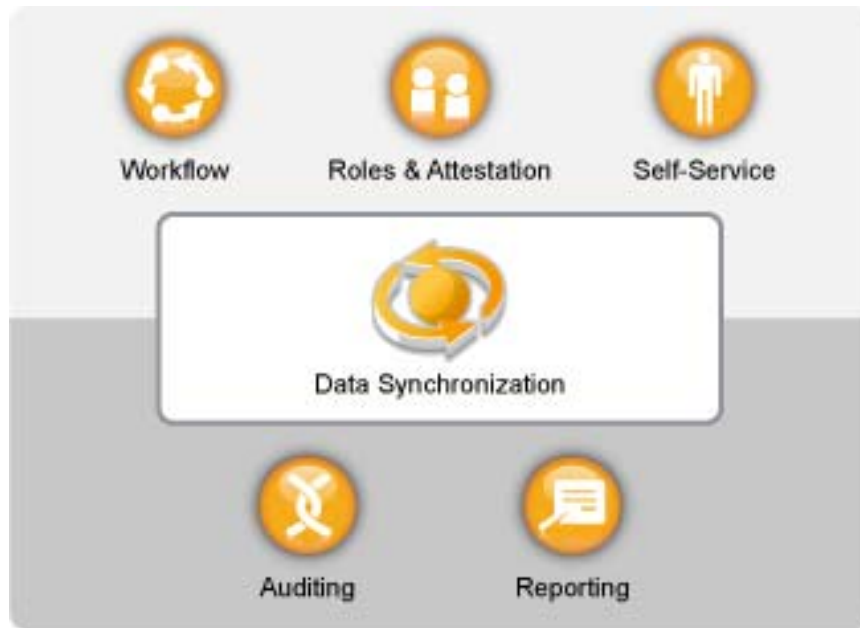 Workflow
Roles & Attestation
Self-Service
Data Synchronization
Auditing
Reporting